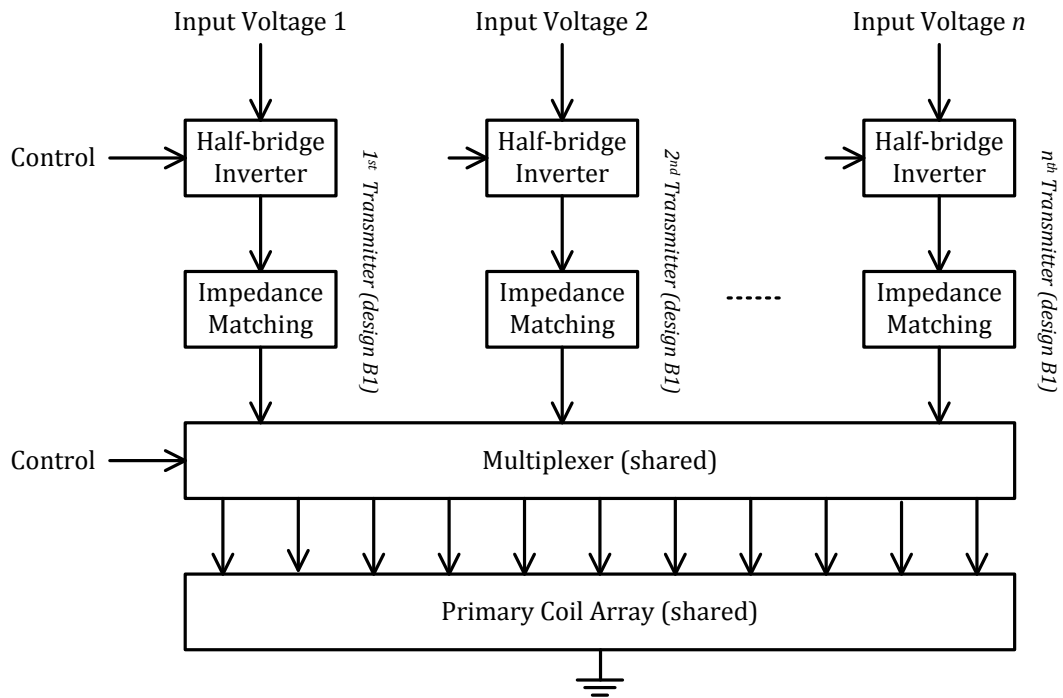 Input Voltage 1
Input Voltage 2
Input Voltage n
Control
Half-bridge
Inverter
Half-bridge
Inverter
Half-bridge
Inverter
1st Transmitter (design B1)
2nd Transmitter (design B1)
nth Transmitter (design B1)
Impedance
Matching
Impedance
Matching
Impedance
Matching
Control
Multiplexer (shared)
Primary Coil Array (shared)